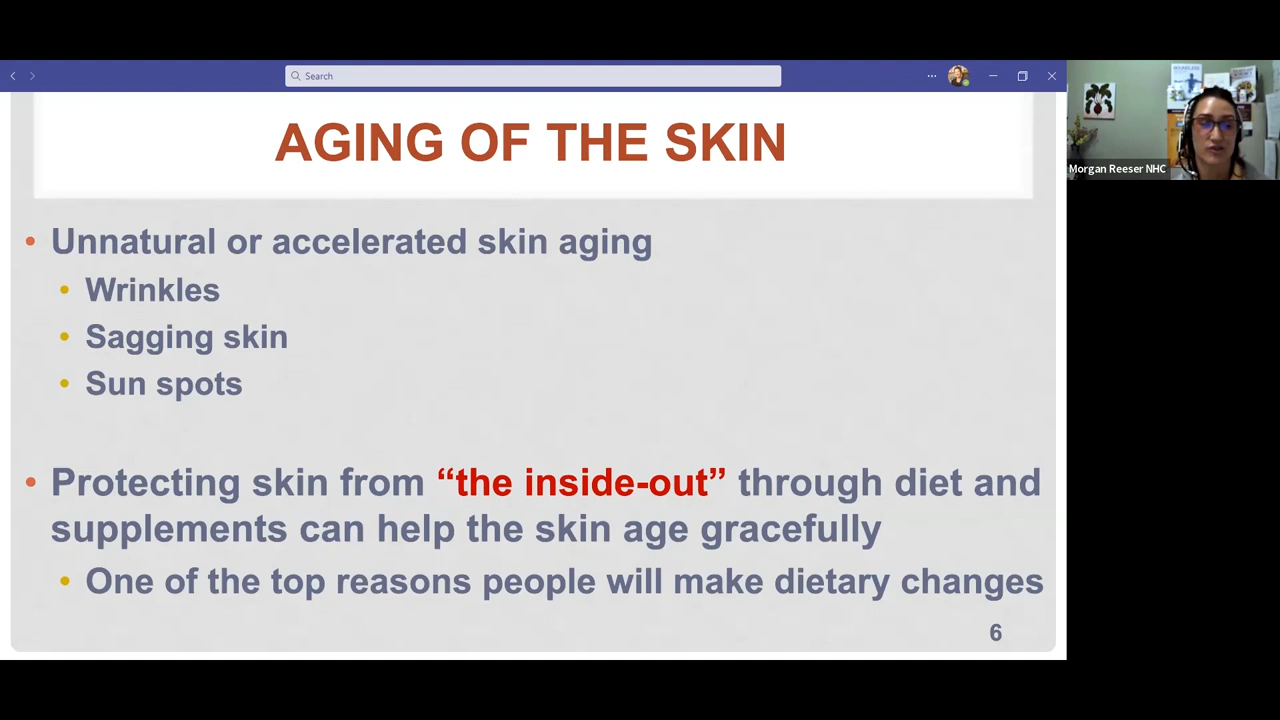 Search
AGING OF THE SKIN
• Unnatural or accelerated skin aging
• Wrinkles
• Sagging skin
• Sun spots
• Protecting skin from “the inside-out” through diet and
supplements can help the skin age gracefully
• One of the top reasons people will make dietary changes
6
Morgan Reeser NHC